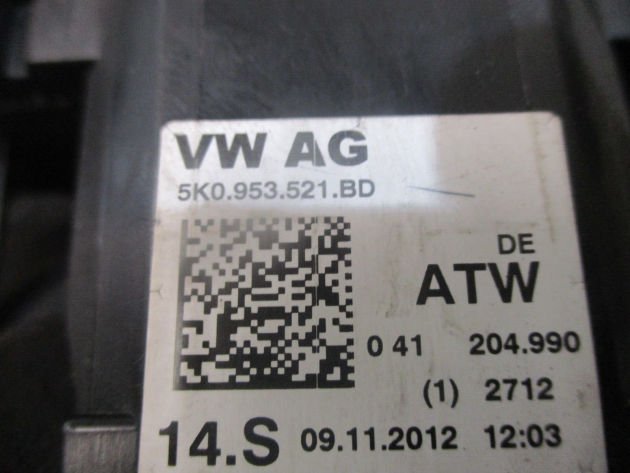 VW AG
5K0.953.521.BD
DE
ATW
0 41 204.990
(1) 2712
14.S 09.11.2012 12:03